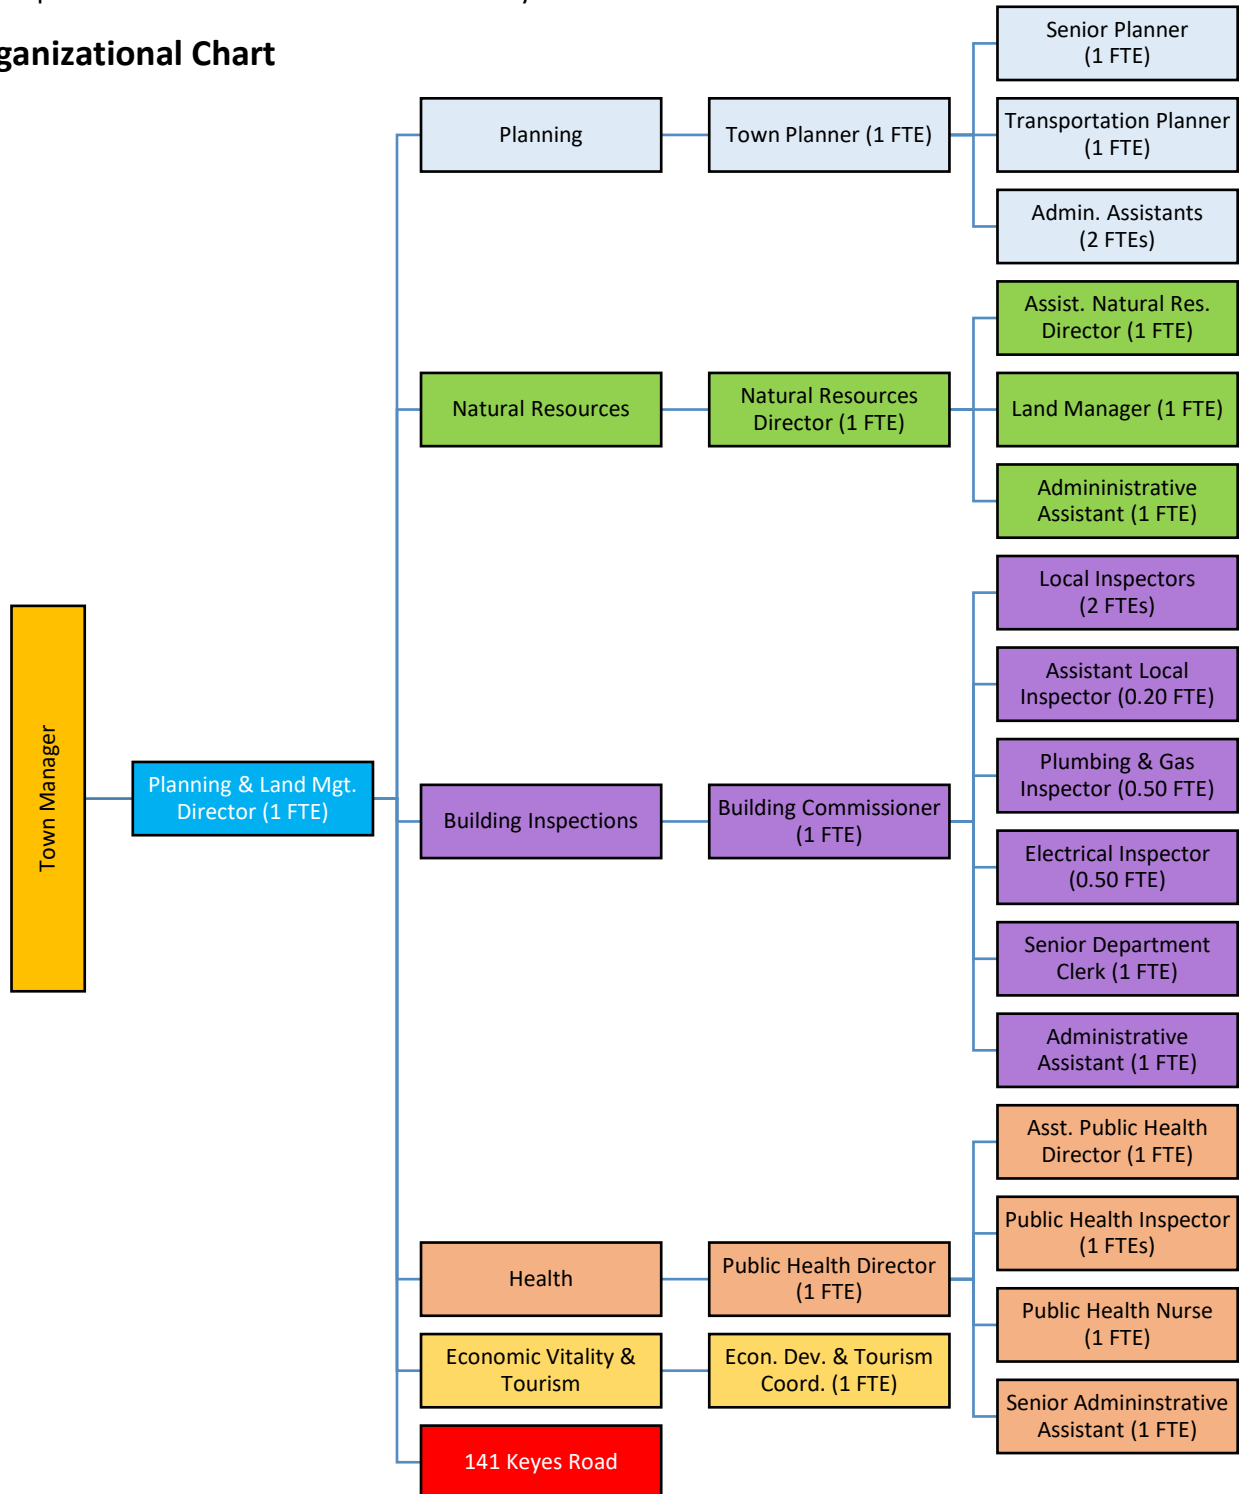 ganizational Chart
Town Manager
Planning & Land Mgt.
Director (1 FTE)
Planning
Town Planner (1 FTE)
Senior Planner
(1 FTE)
Transportation Planner
(1 FTE)
Admin. Assistants
(2 FTEs)
Natural Resources
Natural Resources
Director (1 FTE)
Assist. Natural Res.
Director (1 FTE)
Land Manager (1 FTE)
Admininistrative
Assistant (1 FTE)
Building Inspections
Building Commissioner
(1 FTE)
Local Inspectors
(2 FTEs)
Assistant Local
Inspector (0.20 FTE)
Plumbing & Gas
Inspector (0.50 FTE)
Electrical Inspector
(0.50 FTE)
Senior Department
Clerk (1 FTE)
Administrative
Assistant (1 FTE)
Health
Public Health Director
(1 FTE)
Asst. Public Health
Director (1 FTE)
Public Health Inspector
(1 FTEs)
Public Health Nurse
(1 FTE)
Senior Admininstrative
Assistant (1 FTE)
Economic Vitality &
Tourism
Econ. Dev. & Tourism
Coord. (1 FTE)
141 Keyes Road